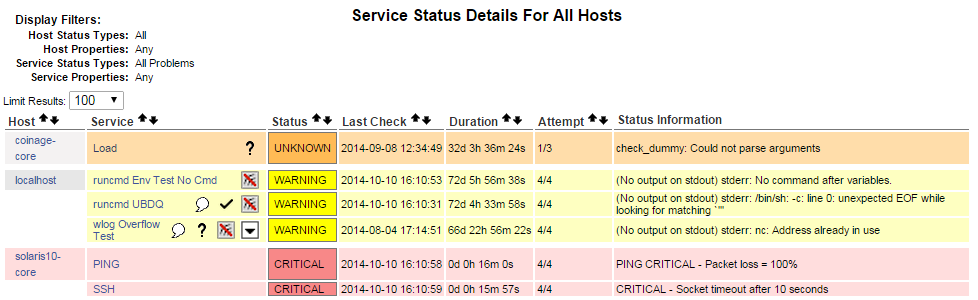 Service Status Details For All Hosts
Display Filters:
Host Status Types: All
Host Properties: Any
Service Status Types: All Problems
Service Properties: Any
Limit Results: 100
Host Service Status Last Check Duration Attempt Status Information
coinage-core Load ? UNKNOWN 2014-09-08 12:34:49 32d 3h 36m 24s 1/3 check_dummy: Could not parse arguments
localhost runcmd Env Test No Cmd WARNING 2014-10-10 16:10:53 72d 5h 56m 38s 4/4 (No output on stdout) stderr: No command after variables.
runcmd UBDQ WARNING 2014-10-10 16:10:31 72d 4h 33m 58s 4/4 (No output on stdout) stderr: /bin/sh: -c: line 0: unexpected EOF while
looking for matching `"'
wlog Overflow
Test ? WARNING 2014-08-04 17:14:51 66d 22h 56m 22s 4/4 (No output on stdout) stderr: nc: Address already in use
solaris10-core PING CRITICAL 2014-10-10 16:10:58 0d 0h 16m 0s 4/4 PING CRITICAL - Packet loss = 100%
SSH CRITICAL 2014-10-10 16:10:59 0d 0h 15m 57s 4/4 CRITICAL - Socket timeout after 10 seconds